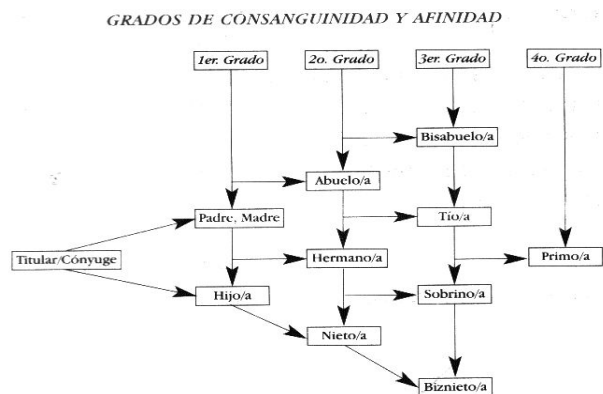 GRADOS DE CONSANGUINIDAD Y AFINIDAD
1er. Grado
2o. Grado
3er. Grado
4o. Grado
Bisabuelo/a
Abuelo/a
Padre, Madre
Tío/a
Titular/Cónyuge
Hermano/a
Primo/a
Hijo/a
Sobrino/a
Nieto/a
Biznieto/a